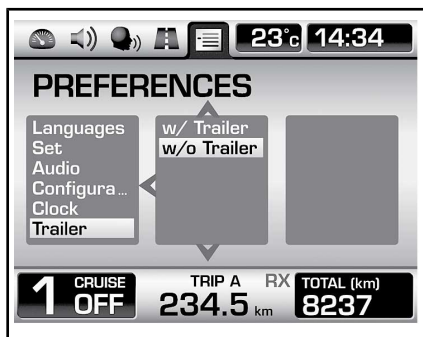 23°c 14:34
PREFERENCES
Languages
Set
Audio
Configura...
Clock
Trailer
w/ Trailer
w/o Trailer
1 CRUISE OFF
TRIP A
234.5 km
RX
TOTAL (km)
8237